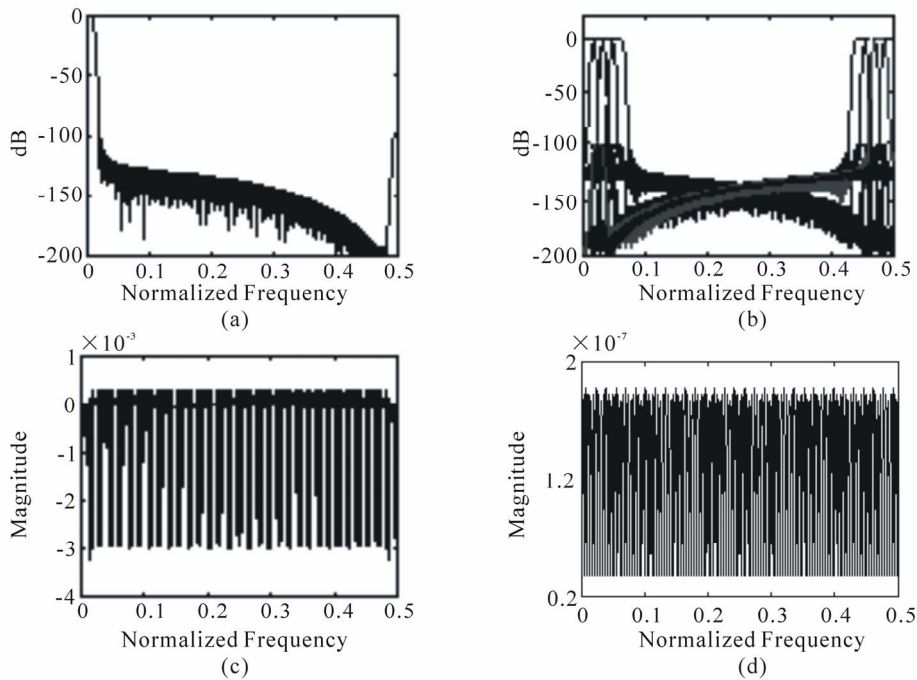 0
-50
-100
-150
-200
dB
0 0.1 0.2 0.3 0.4 0.5
Normalized Frequency
(a)
0
-50
-100
-150
-200
dB
0 0.1 0.2 0.3 0.4 0.5
Normalized Frequency
(b)
×10⁻³
1
0
-1
-2
-3
-4
Magnitude
0 0.1 0.2 0.3 0.4 0.5
Normalized Frequency
(c)
×10⁻⁷
2
1.2
0.2
Magnitude
0 0.1 0.2 0.3 0.4 0.5
Normalized Frequency
(d)